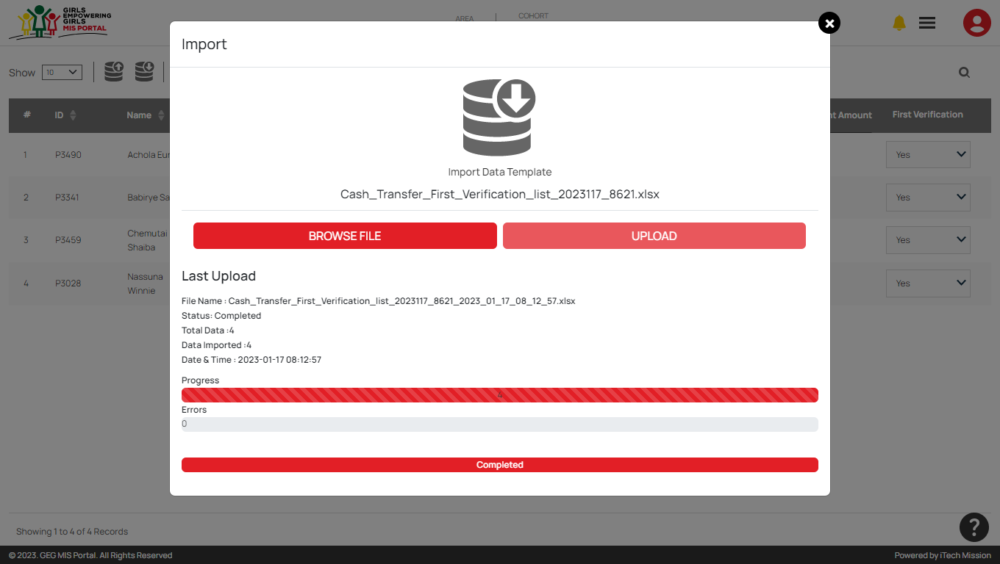 GIRLS
EMPOWERING
GIRLS
MIS PORTAL
AREA
COHORT
Import
Show
10
#
ID
Name
t Amount
First Verification
Import Data Template
Cash_Transfer_First_Verification_list_2023117_8621.xlsx
BROWSE FILE
UPLOAD
1
P3490
Achola Eur
Yes
2
P3341
Babirye Sa
Yes
3
P3459
Chemutai
Shaiba
Yes
4
P3028
Nassuna
Winnie
Yes
Last Upload
File Name : Cash_Transfer_First_Verification_list_2023117_8621_2023_01_17_08_12_57.xlsx
Status: Completed
Total Data :4
Data Imported :4
Date & Time : 2023-01-17 08:12:57
Progress
4
Errors
0
Completed
Showing 1 to 4 of 4 Records
?
© 2023. GEG MIS Portal. All Rights Reserved
Powered by iTech Mission